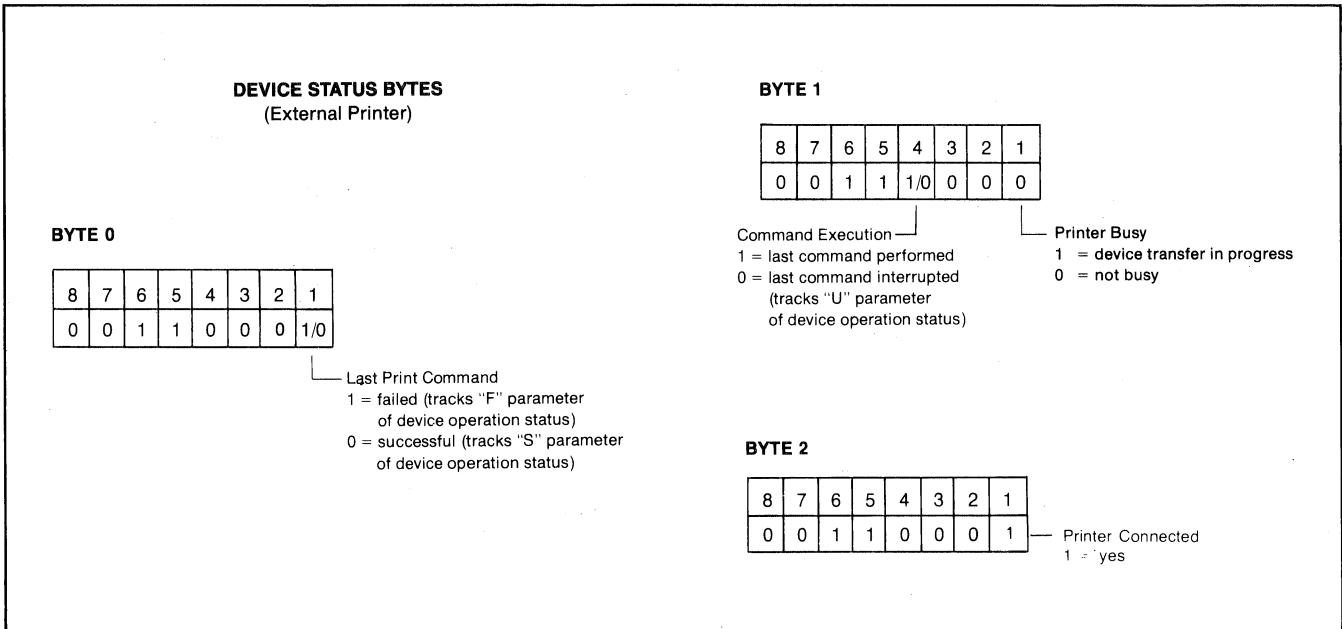 DEVICE STATUS BYTES
(External Printer)
BYTE 0
8 7 6 5 4 3 2 1
0 0 1 1 0 0 0 1/0
Last Print Command
1 = failed (tracks "F" parameter
of device operation status)
0 = successful (tracks "S" parameter
of device operation status)
BYTE 1
8 7 6 5 4 3 2 1
0 0 1 1 1/0 0 0 0
Command Execution
1 = last command performed
0 = last command interrupted
(tracks "U" parameter
of device operation status)
Printer Busy
1 = device transfer in progress
0 = not busy
BYTE 2
8 7 6 5 4 3 2 1
0 0 1 1 0 0 0 1
Printer Connected
1 = yes